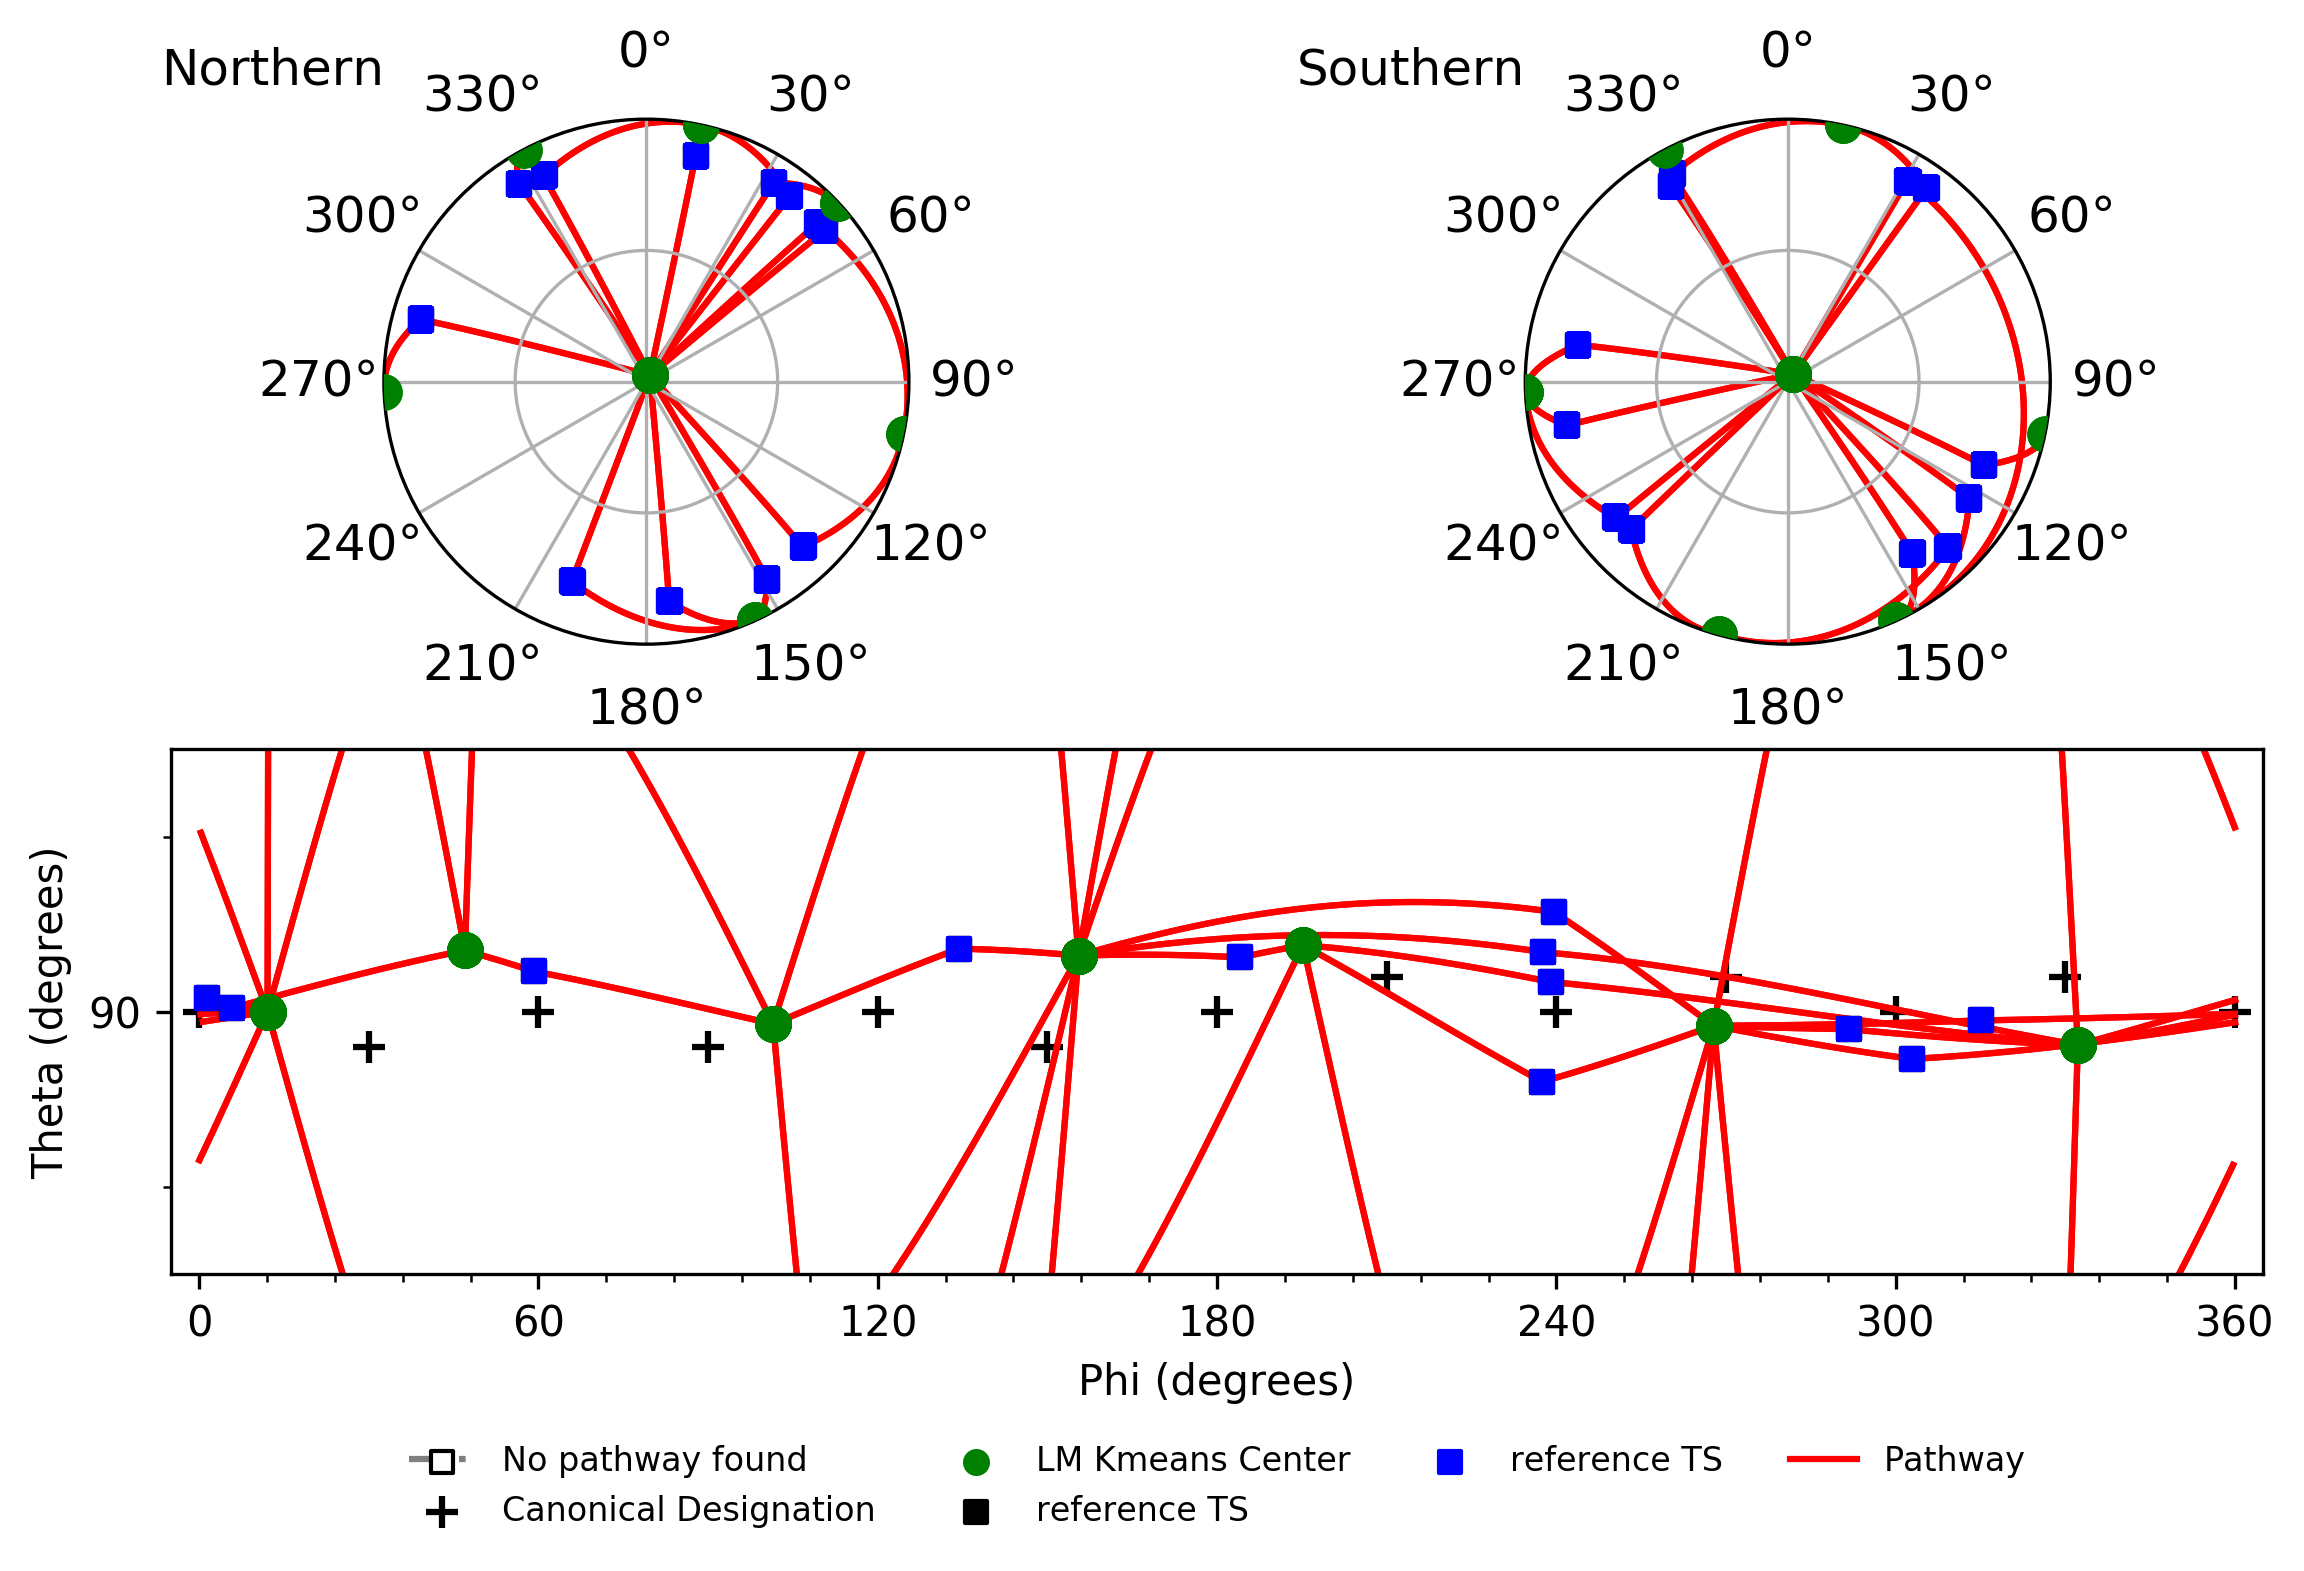 Northern
0°
330°
30°
300°
60°
270°
90°
240°
120°
210°
150°
180°
Southern
0°
330°
30°
300°
60°
270°
90°
240°
120°
210°
150°
180°
Theta (degrees)
90
0 60 120 180 240 300 360
Phi (degrees)
No pathway found
Canonical Designation
LM Kmeans Center
reference TS
reference TS
Pathway